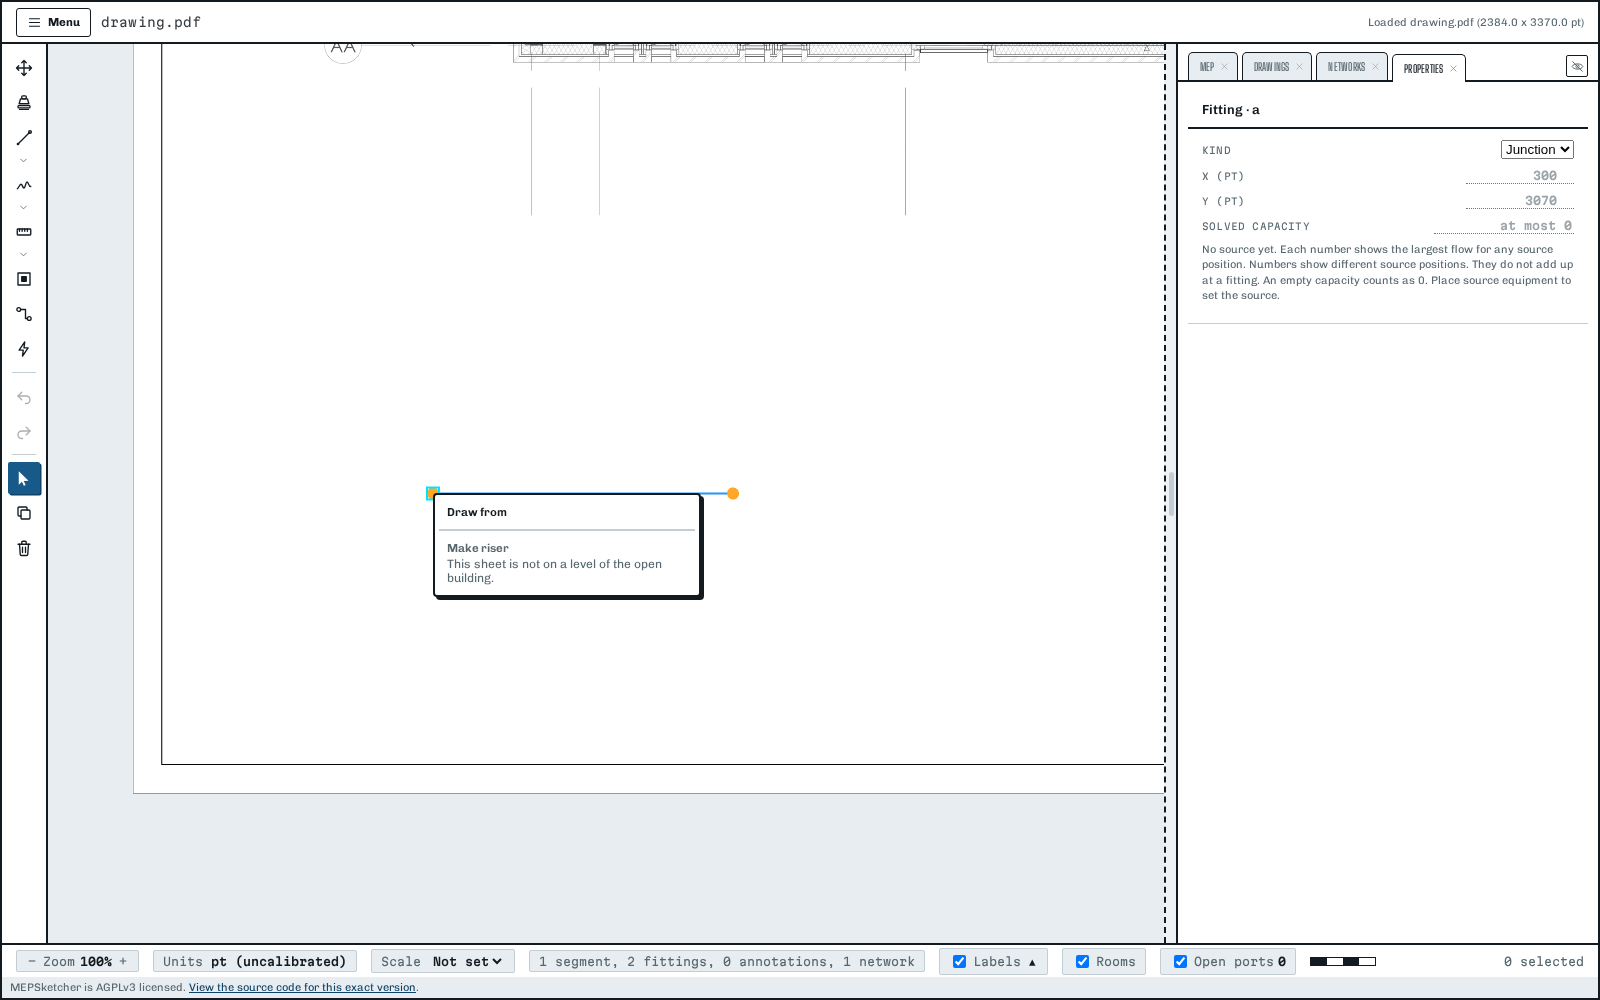 Menu
drawing.pdf
Loaded drawing.pdf (2384.0 x 3370.0 pt)
AA
MEP
DRAWINGS
NETWORKS
PROPERTIES
Fitting · a
KIND
Junction
X (PT)
300
Y (PT)
3070
SOLVED CAPACITY
at most 0
No source yet. Each number shows the largest flow for any source
position. Numbers show different source positions. They do not add up
at a fitting. An empty capacity counts as 0. Place source equipment to
set the source.
Draw from
Make riser
This sheet is not on a level of the open
building.
− Zoom 100% +
Units pt (uncalibrated)
Scale Not set
1 segment, 2 fittings, 0 annotations, 1 network
Labels ▲
Rooms
Open ports 0
0 selected
MEPSketcher is AGPLv3 licensed. View the source code for this exact version.